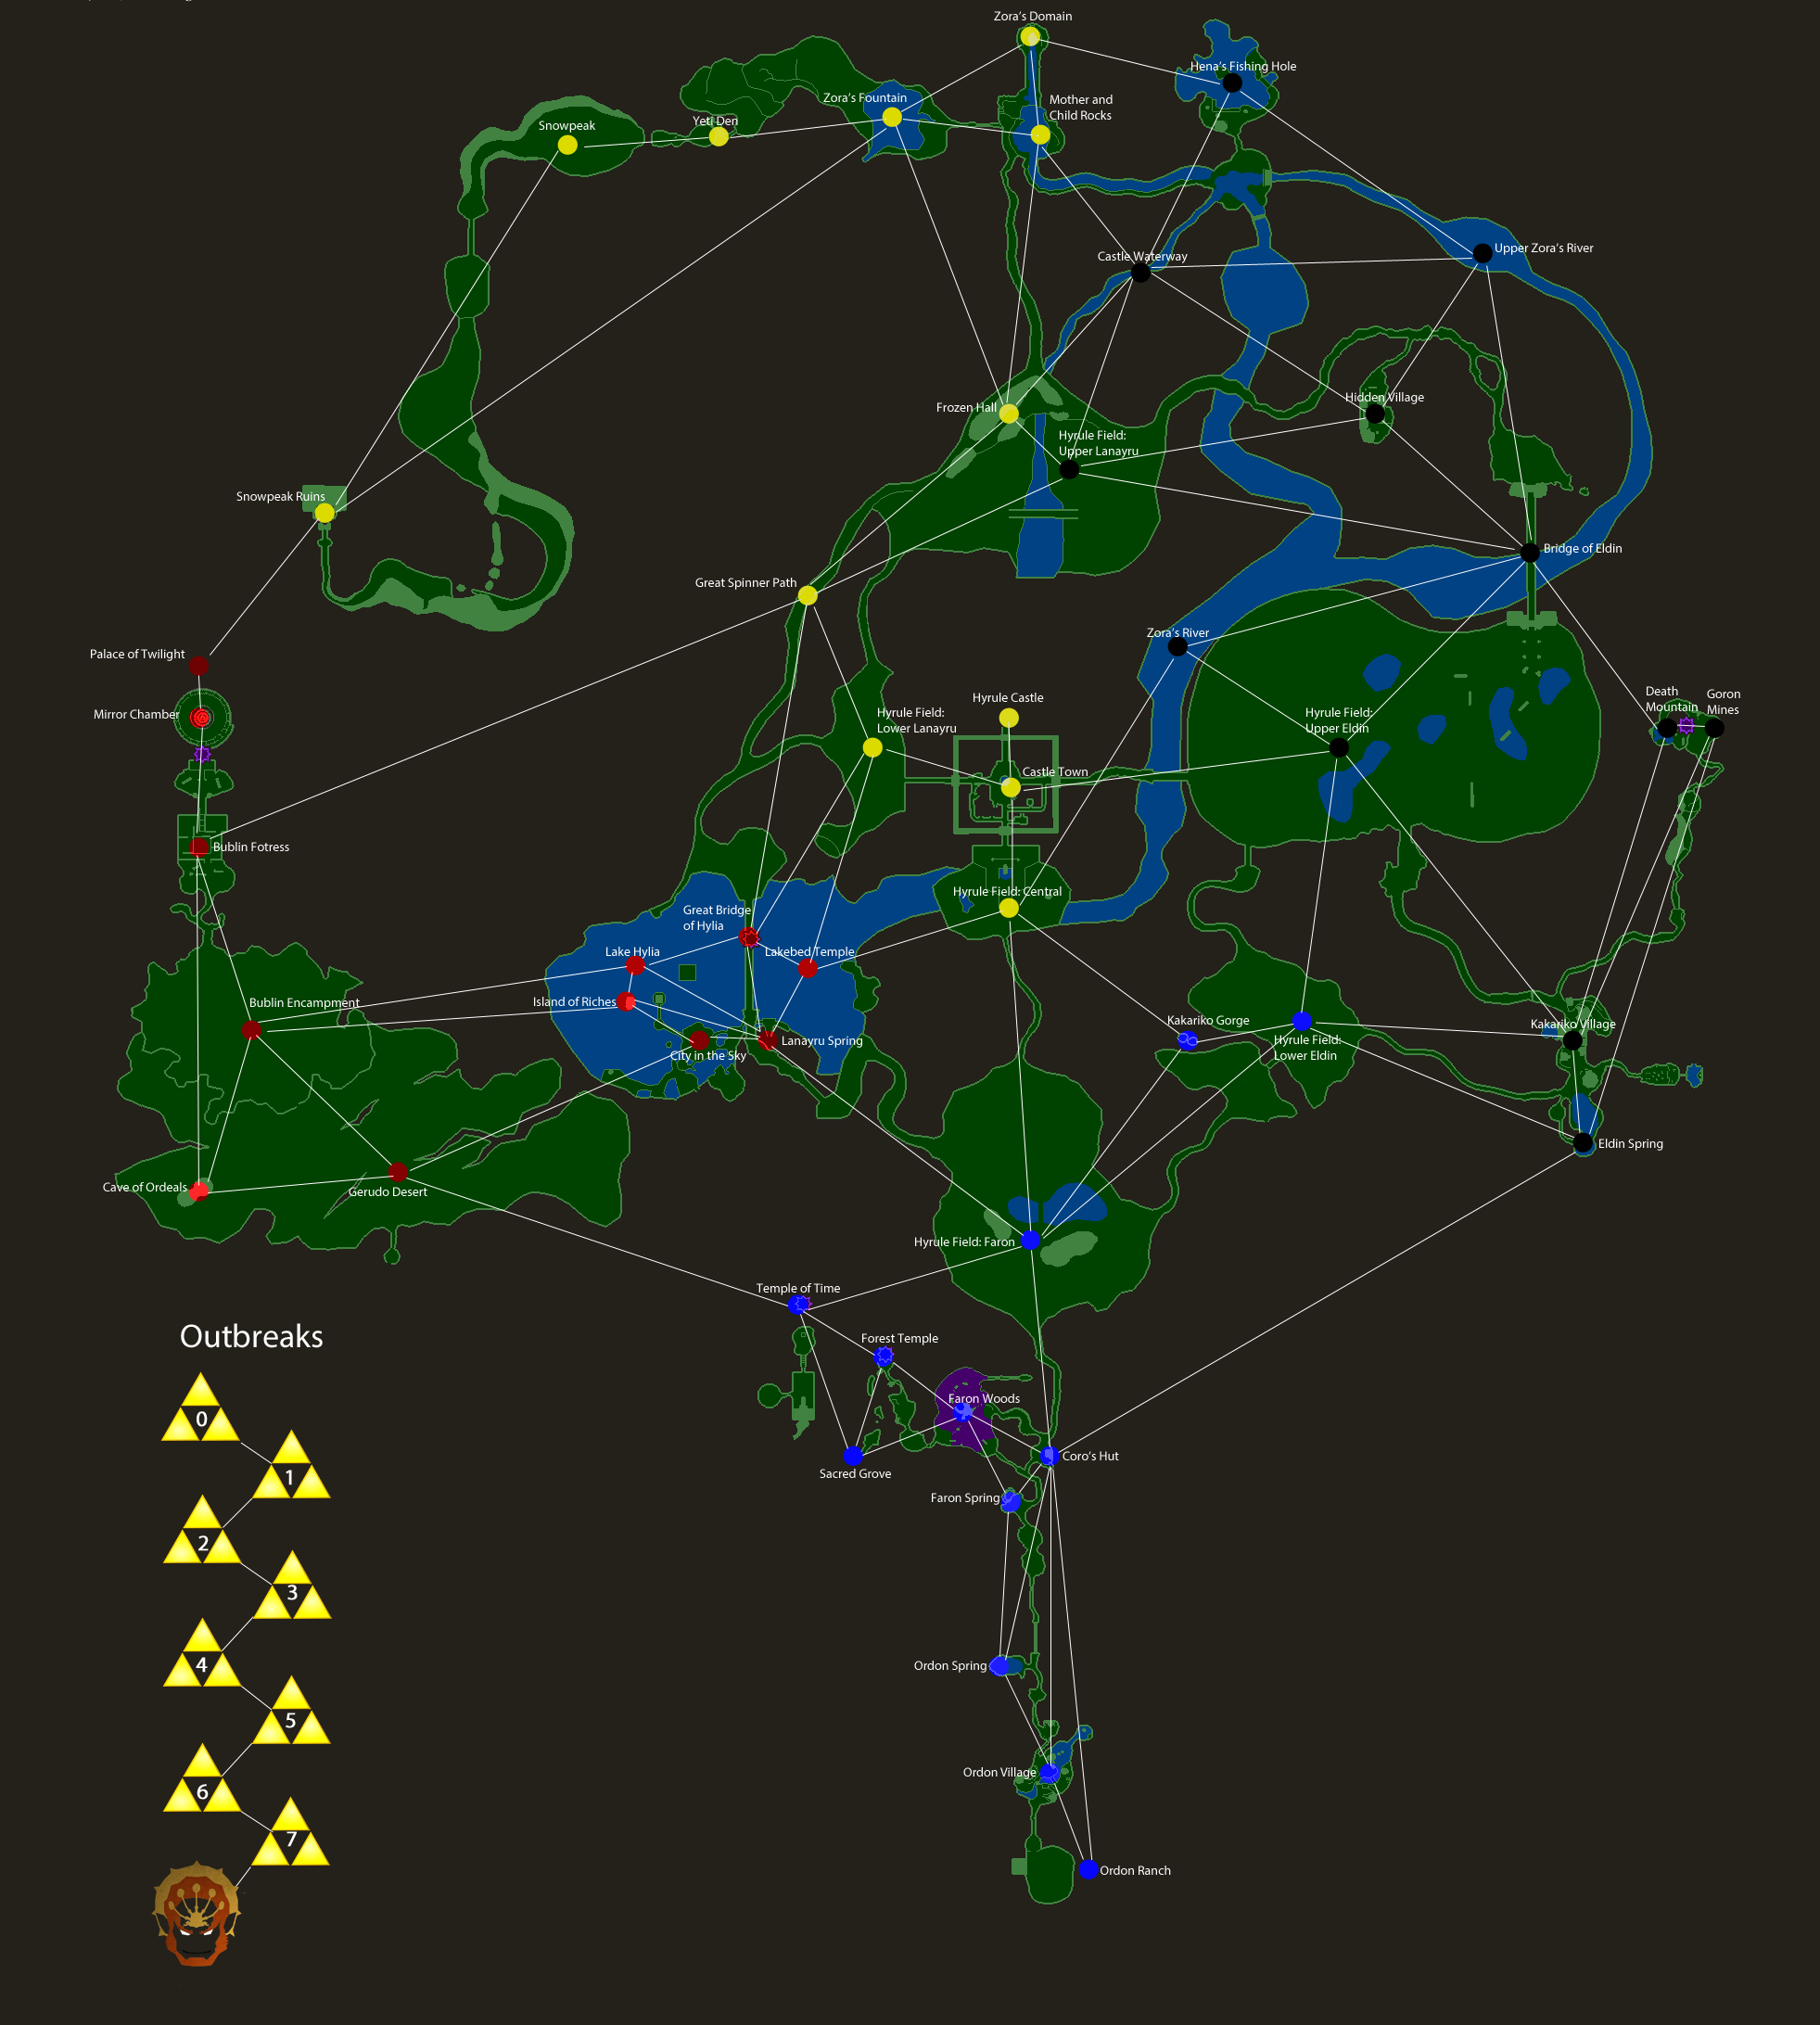 Zora's Domain
Hena's Fishing Hole
Zora's Fountain
Mother and
Child Rocks
Snowpeak
Yeti Den
Castle Waterway
Upper Zora's River
Hidden Village
Frozen Hall
Hyrule Field:
Upper Lanayru
Snowpeak Ruins
Bridge of Eldin
Great Spinner Path
Zora's River
Palace of Twilight
Mirror Chamber
Hyrule Castle
Hyrule Field:
Lower Lanayru
Hyrule Field:
Upper Eldin
Death
Mountain
Goron
Mines
Castle Town
Bublin Fotress
Hyrule Field: Central
Great Bridge
of Hylia
Lake Hylia
Lakebed Temple
Bublin Encampment
Island of Riches
Lanayru Spring
City in the Sky
Kakariko Gorge
Hyrule Field:
Lower Eldin
Kakariko Village
Eldin Spring
Cave of Ordeals
Gerudo Desert
Hyrule Field: Faron
Temple of Time
Forest Temple
Faron Woods
Coro's Hut
Sacred Grove
Faron Spring
Ordon Spring
Ordon Village
Ordon Ranch
Outbreaks
0
1
2
3
4
5
6
7